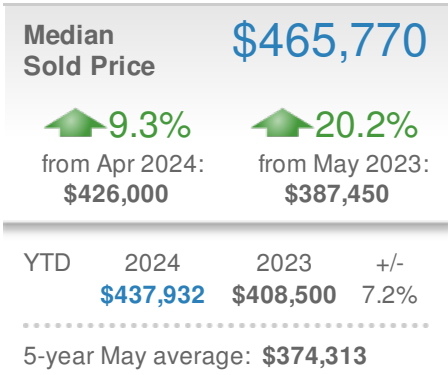 Median
Sold Price
$465,770
9.3%
20.2%
from Apr 2024:
from May 2023:
$426,000
$387,450
YTD 2024 2023 +/-
$437,932 $408,500 7.2%
5-year May average: $374,313